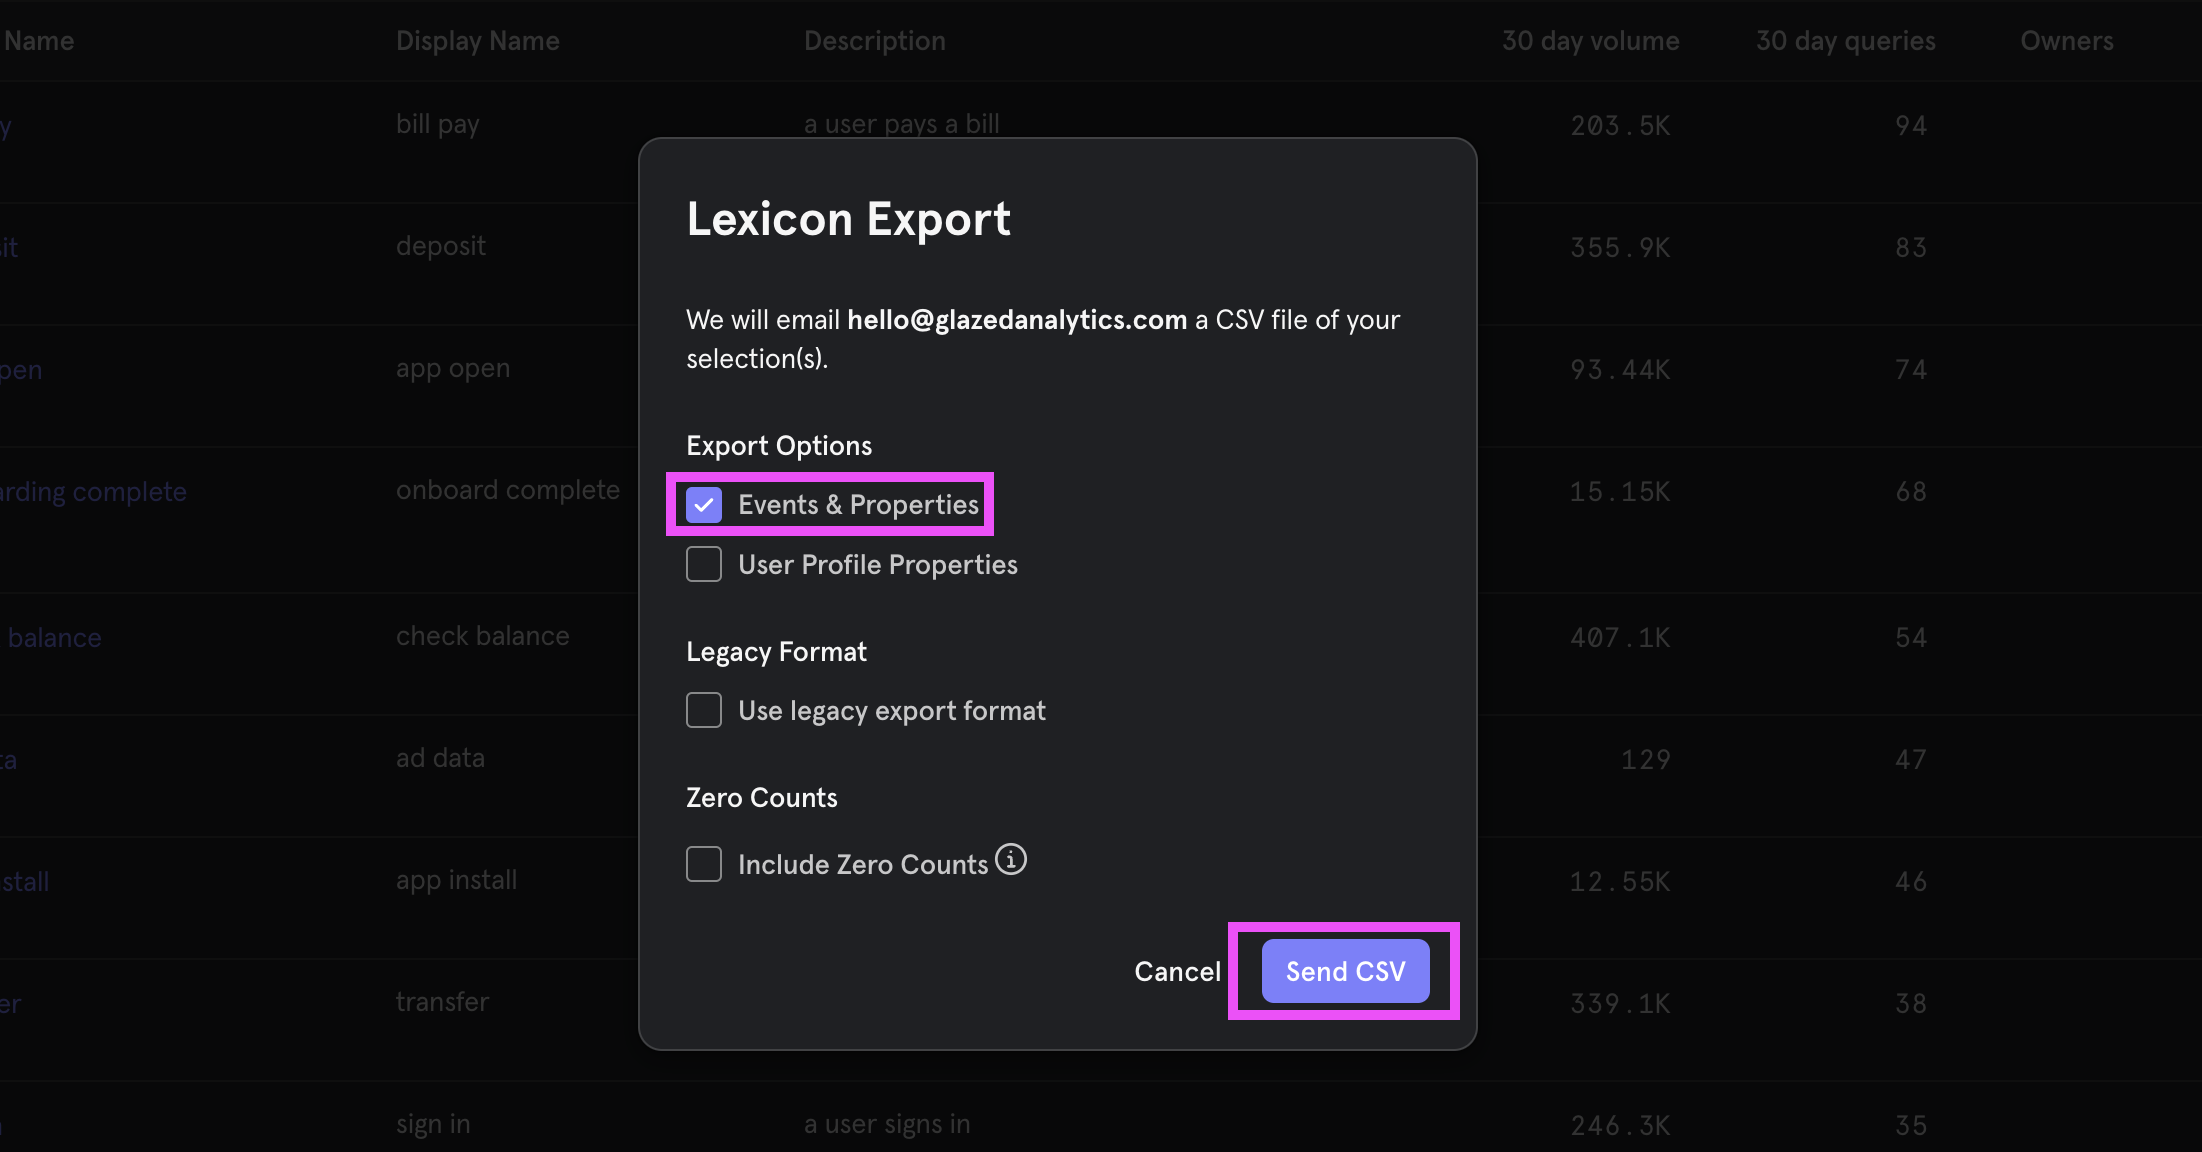 Name Display Name Description 30 day volume 30 day queries Owners
y bill pay a user pays a bill 203.5K 94
sit deposit 355.9K 83
pen app open 93.44K 74
arding complete onboard complete 15.15K 68
balance check balance 407.1K 54
ta ad data 129 47
stall app install 12.55K 46
er transfer 339.1K 38
sign in a user signs in 246.3K 35
Lexicon Export
We will email hello@glazedanalytics.com a CSV file of your
selection(s).
Export Options
Events & Properties
User Profile Properties
Legacy Format
Use legacy export format
Zero Counts
Include Zero Counts
Cancel Send CSV